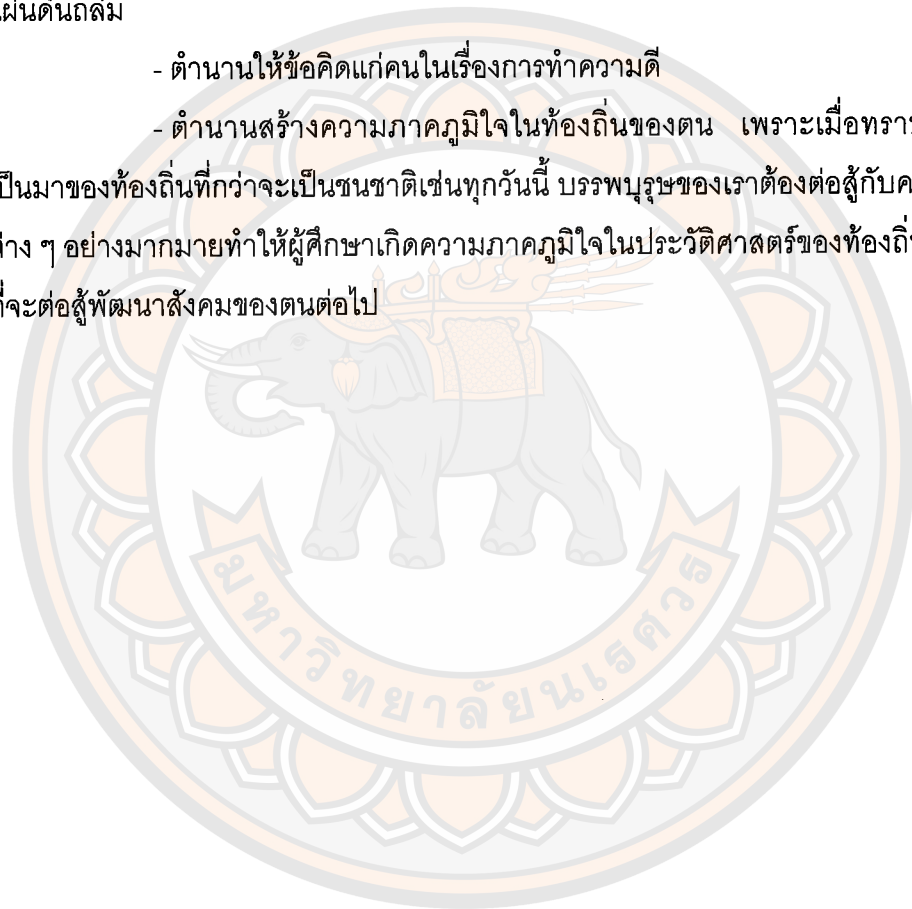 แผ่นดินถล่ม
- ตำนานให้ข้อคิดแก่คนในเรื่องการทำความดี
- ตำนานสร้างความภาคภูมิใจในท้องถิ่นของตน เพราะเมื่อทราบ
เป็นมาของท้องถิ่นที่กว่าจะเป็นชนชาติเช่นทุกวันนี้ บรรพบุรุษของเราต้องต่อสู้กับ
ต่าง ๆ อย่างมากมายทำให้ผู้ศึกษาเกิดความภาคภูมิใจในประวัติศาสตร์ของท้องถิ่น
ที่จะต่อสู้พัฒนาสังคมของตนต่อไป
มหาวิทยาลัยนเรศวร